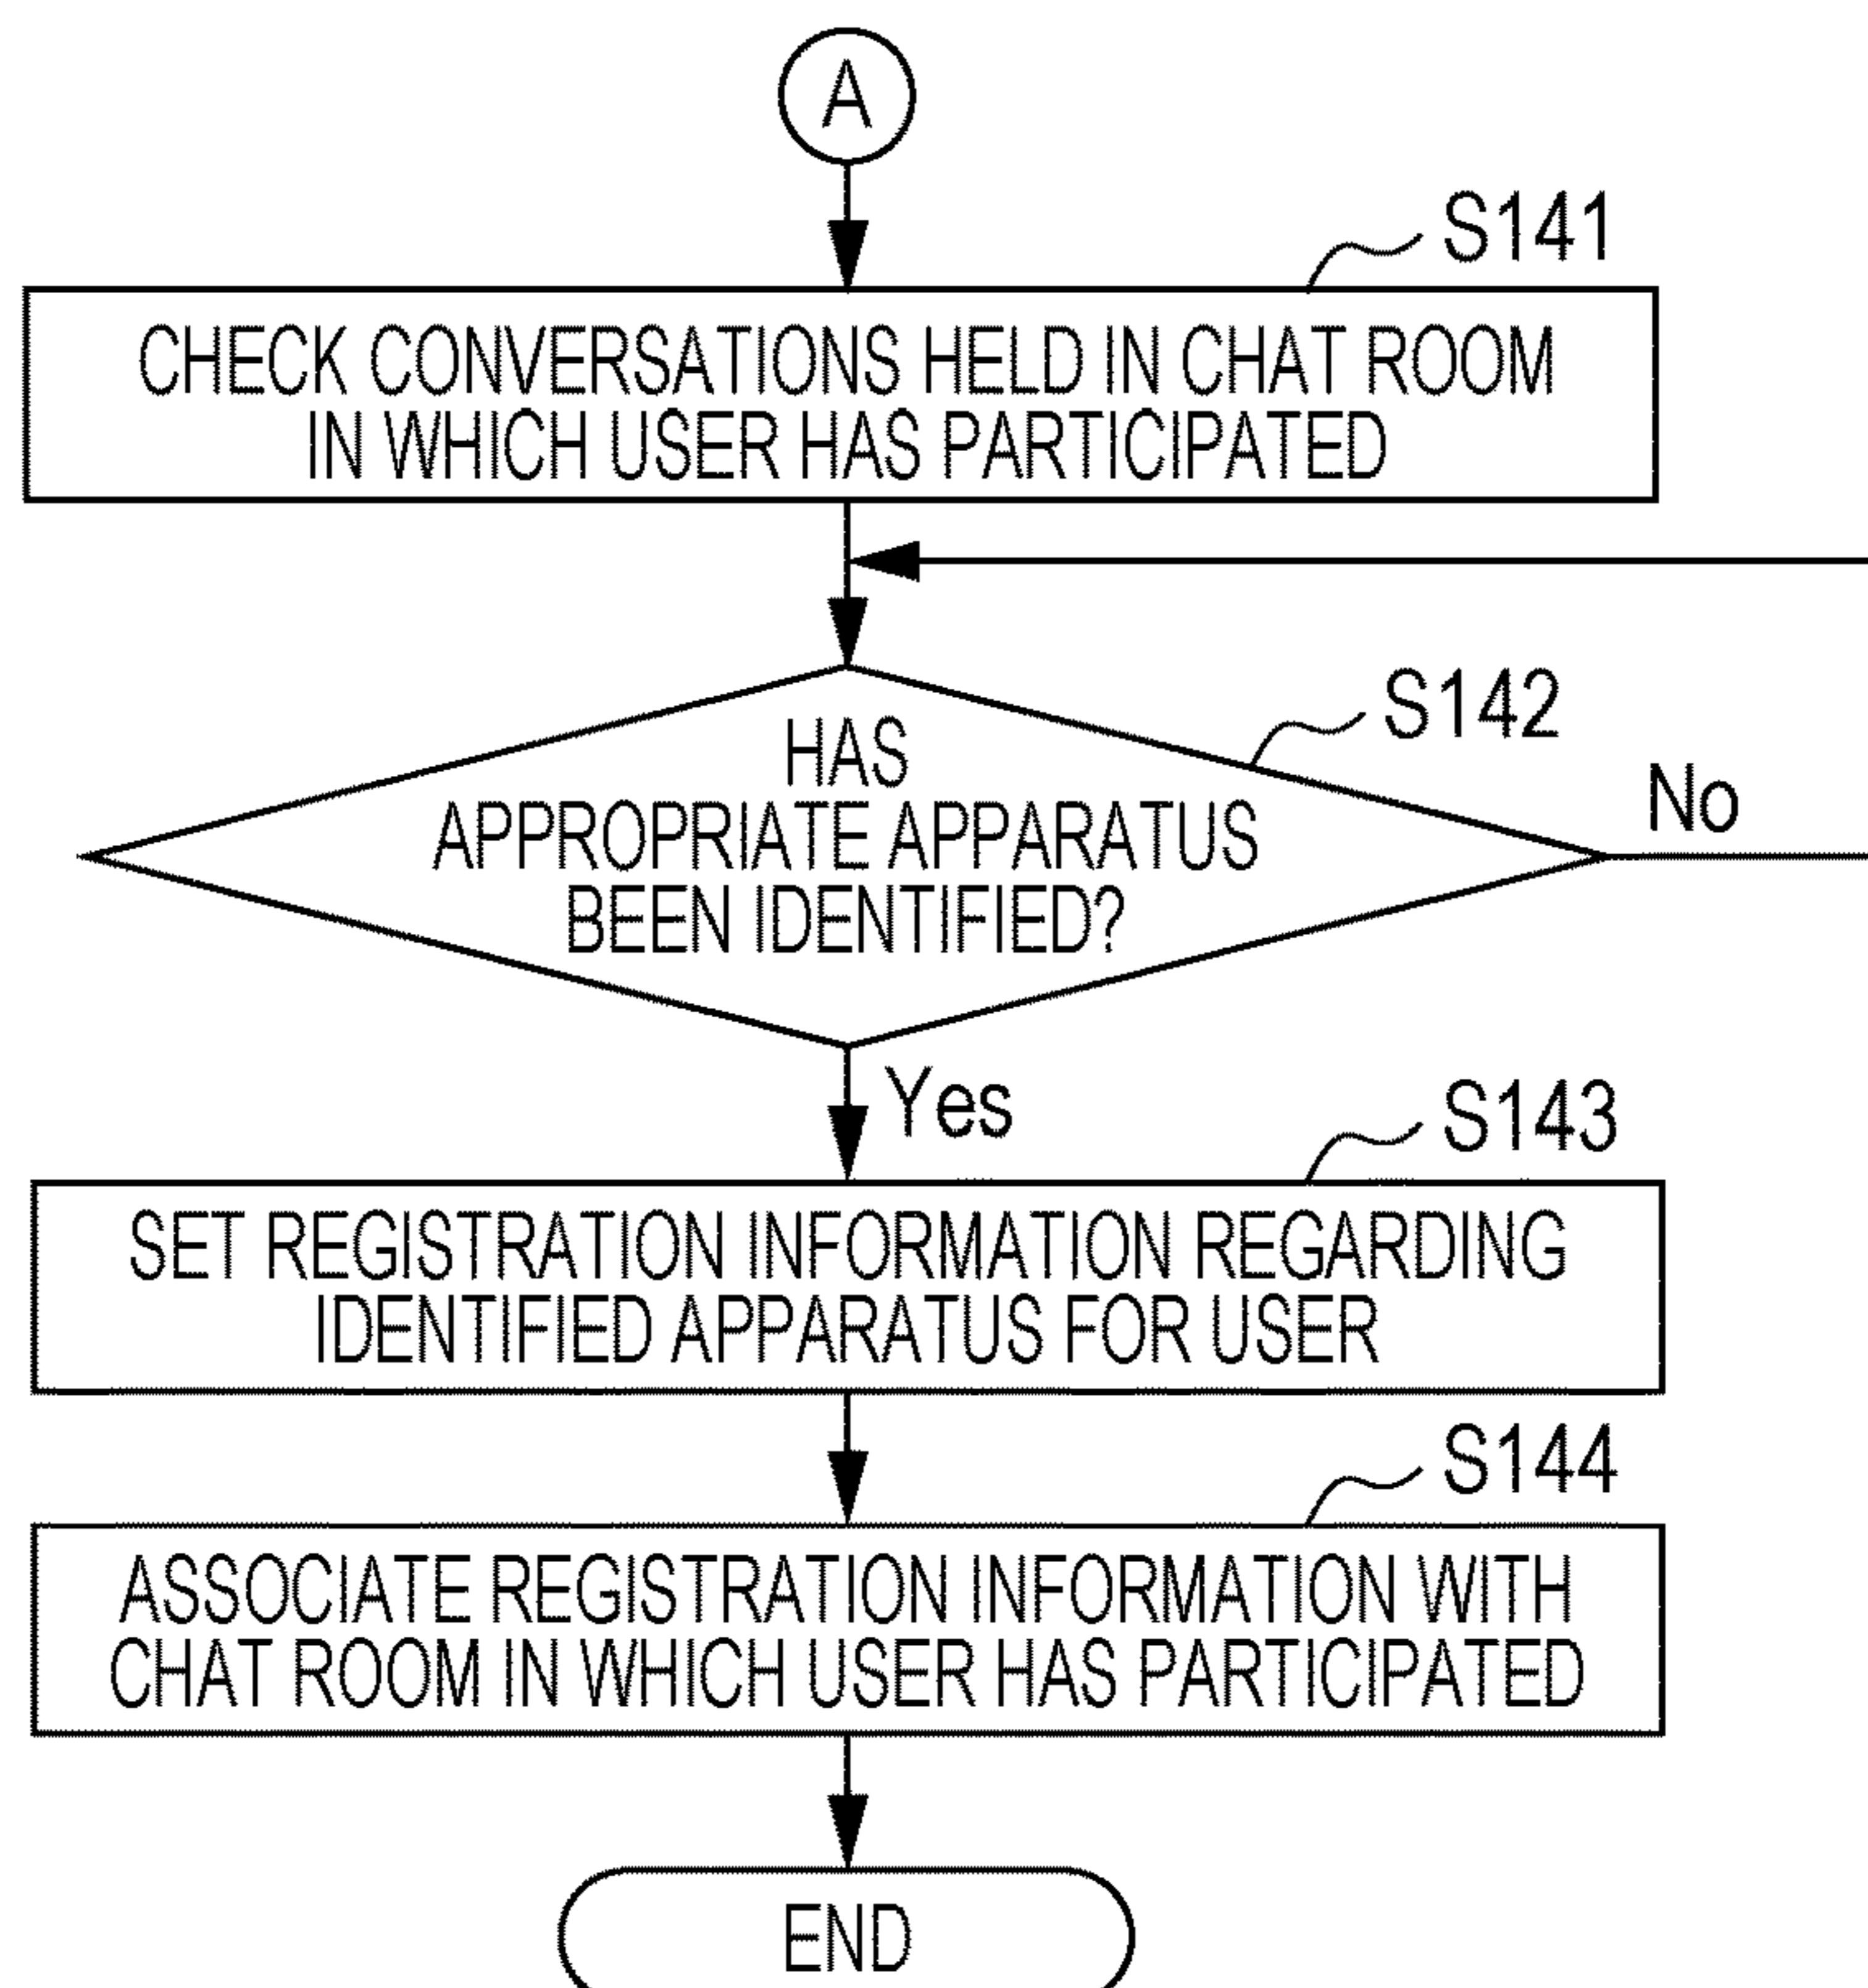 A
S141
CHECK CONVERSATIONS HELD IN CHAT ROOM
IN WHICH USER HAS PARTICIPATED
S142
HAS
APPROPRIATE APPARATUS
BEEN IDENTIFIED?
No
Yes
S143
SET REGISTRATION INFORMATION REGARDING
IDENTIFIED APPARATUS FOR USER
S144
ASSOCIATE REGISTRATION INFORMATION WITH
CHAT ROOM IN WHICH USER HAS PARTICIPATED
END